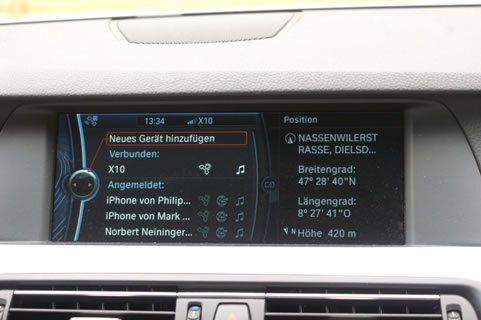 13:34 X10
Neues Gerät hinzufügen
Verbunden:
X10
Angemeldet:
iPhone von Philip...
iPhone von Mark ...
Norbert Neininger...
Position
NASSENWILERST
RASSE, DIELSD...
Breitengrad:
47° 28' 40"N
Längengrad:
8° 27' 41"O
N Höhe 420 m